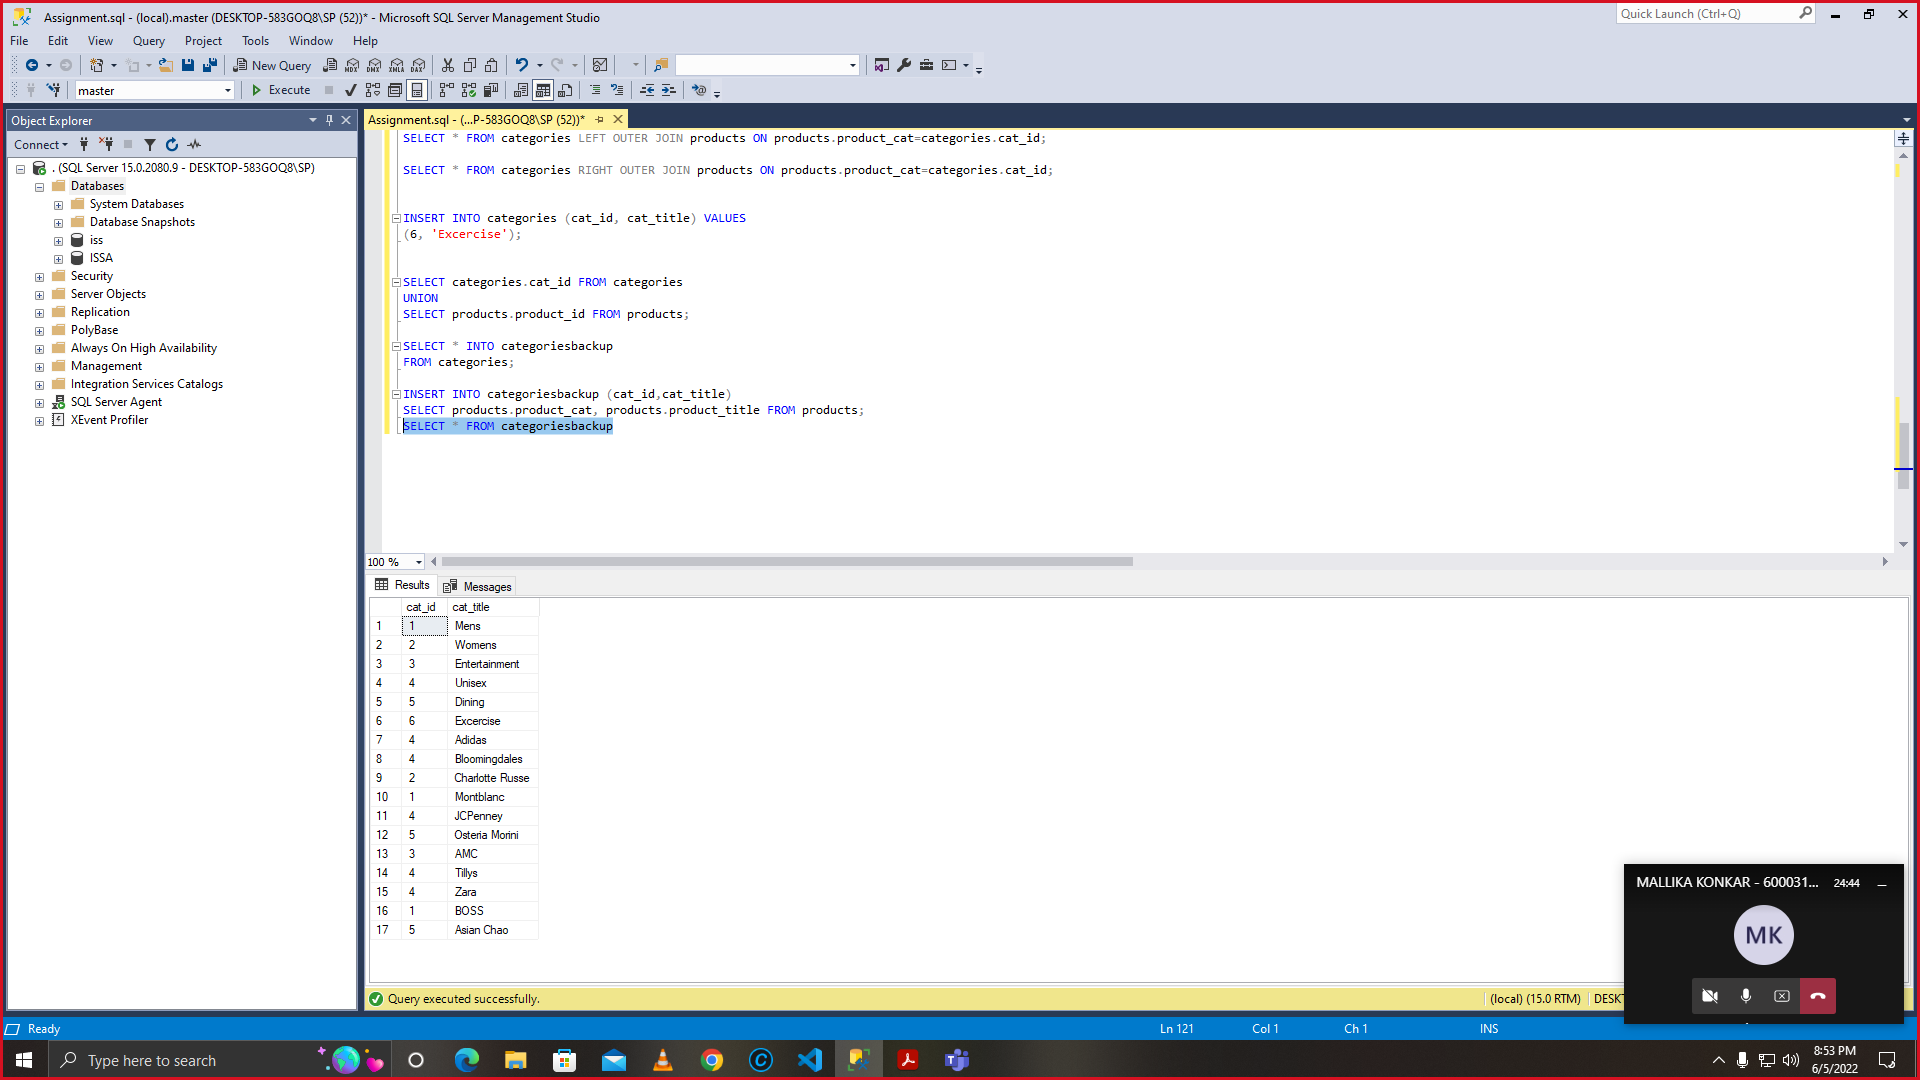 Assignment.sql - (local).master (DESKTOP-583GOQ8\SP (52))* - Microsoft SQL Server Management Studio
Quick Launch (Ctrl+Q)
File Edit View Query Project Tools Window Help
New Query
MDX DMX XMLA DAX
master
Execute
Object Explorer
Connect
. (SQL Server 15.0.2080.9 - DESKTOP-583GOQ8\SP)
Databases
System Databases
Database Snapshots
iss
ISSA
Security
Server Objects
Replication
PolyBase
Always On High Availability
Management
Integration Services Catalogs
SQL Server Agent
XEvent Profiler
Assignment.sql - (...P-583GOQ8\SP (52))*
SELECT * FROM categories LEFT OUTER JOIN products ON products.product_cat=categories.cat_id;
SELECT * FROM categories RIGHT OUTER JOIN products ON products.product_cat=categories.cat_id;
INSERT INTO categories (cat_id, cat_title) VALUES
(6, 'Excercise');
SELECT categories.cat_id FROM categories
UNION
SELECT products.product_id FROM products;
SELECT * INTO categoriesbackup
FROM categories;
INSERT INTO categoriesbackup (cat_id,cat_title)
SELECT products.product_cat, products.product_title FROM products;
SELECT * FROM categoriesbackup
100 %
Results Messages
cat_id cat_title
1 1 Mens
2 2 Womens
3 3 Entertainment
4 4 Unisex
5 5 Dining
6 6 Excercise
7 4 Adidas
8 4 Bloomingdales
9 2 Charlotte Russe
10 1 Montblanc
11 4 JCPenney
12 5 Osteria Morini
13 3 AMC
14 4 Tillys
15 4 Zara
16 1 BOSS
17 5 Asian Chao
MALLIKA KONKAR - 600031... 24:44
MK
Query executed successfully.
(local) (15.0 RTM) DESKT
Ready
Ln 121 Col 1 Ch 1 INS
Type here to search
8:53 PM
6/5/2022